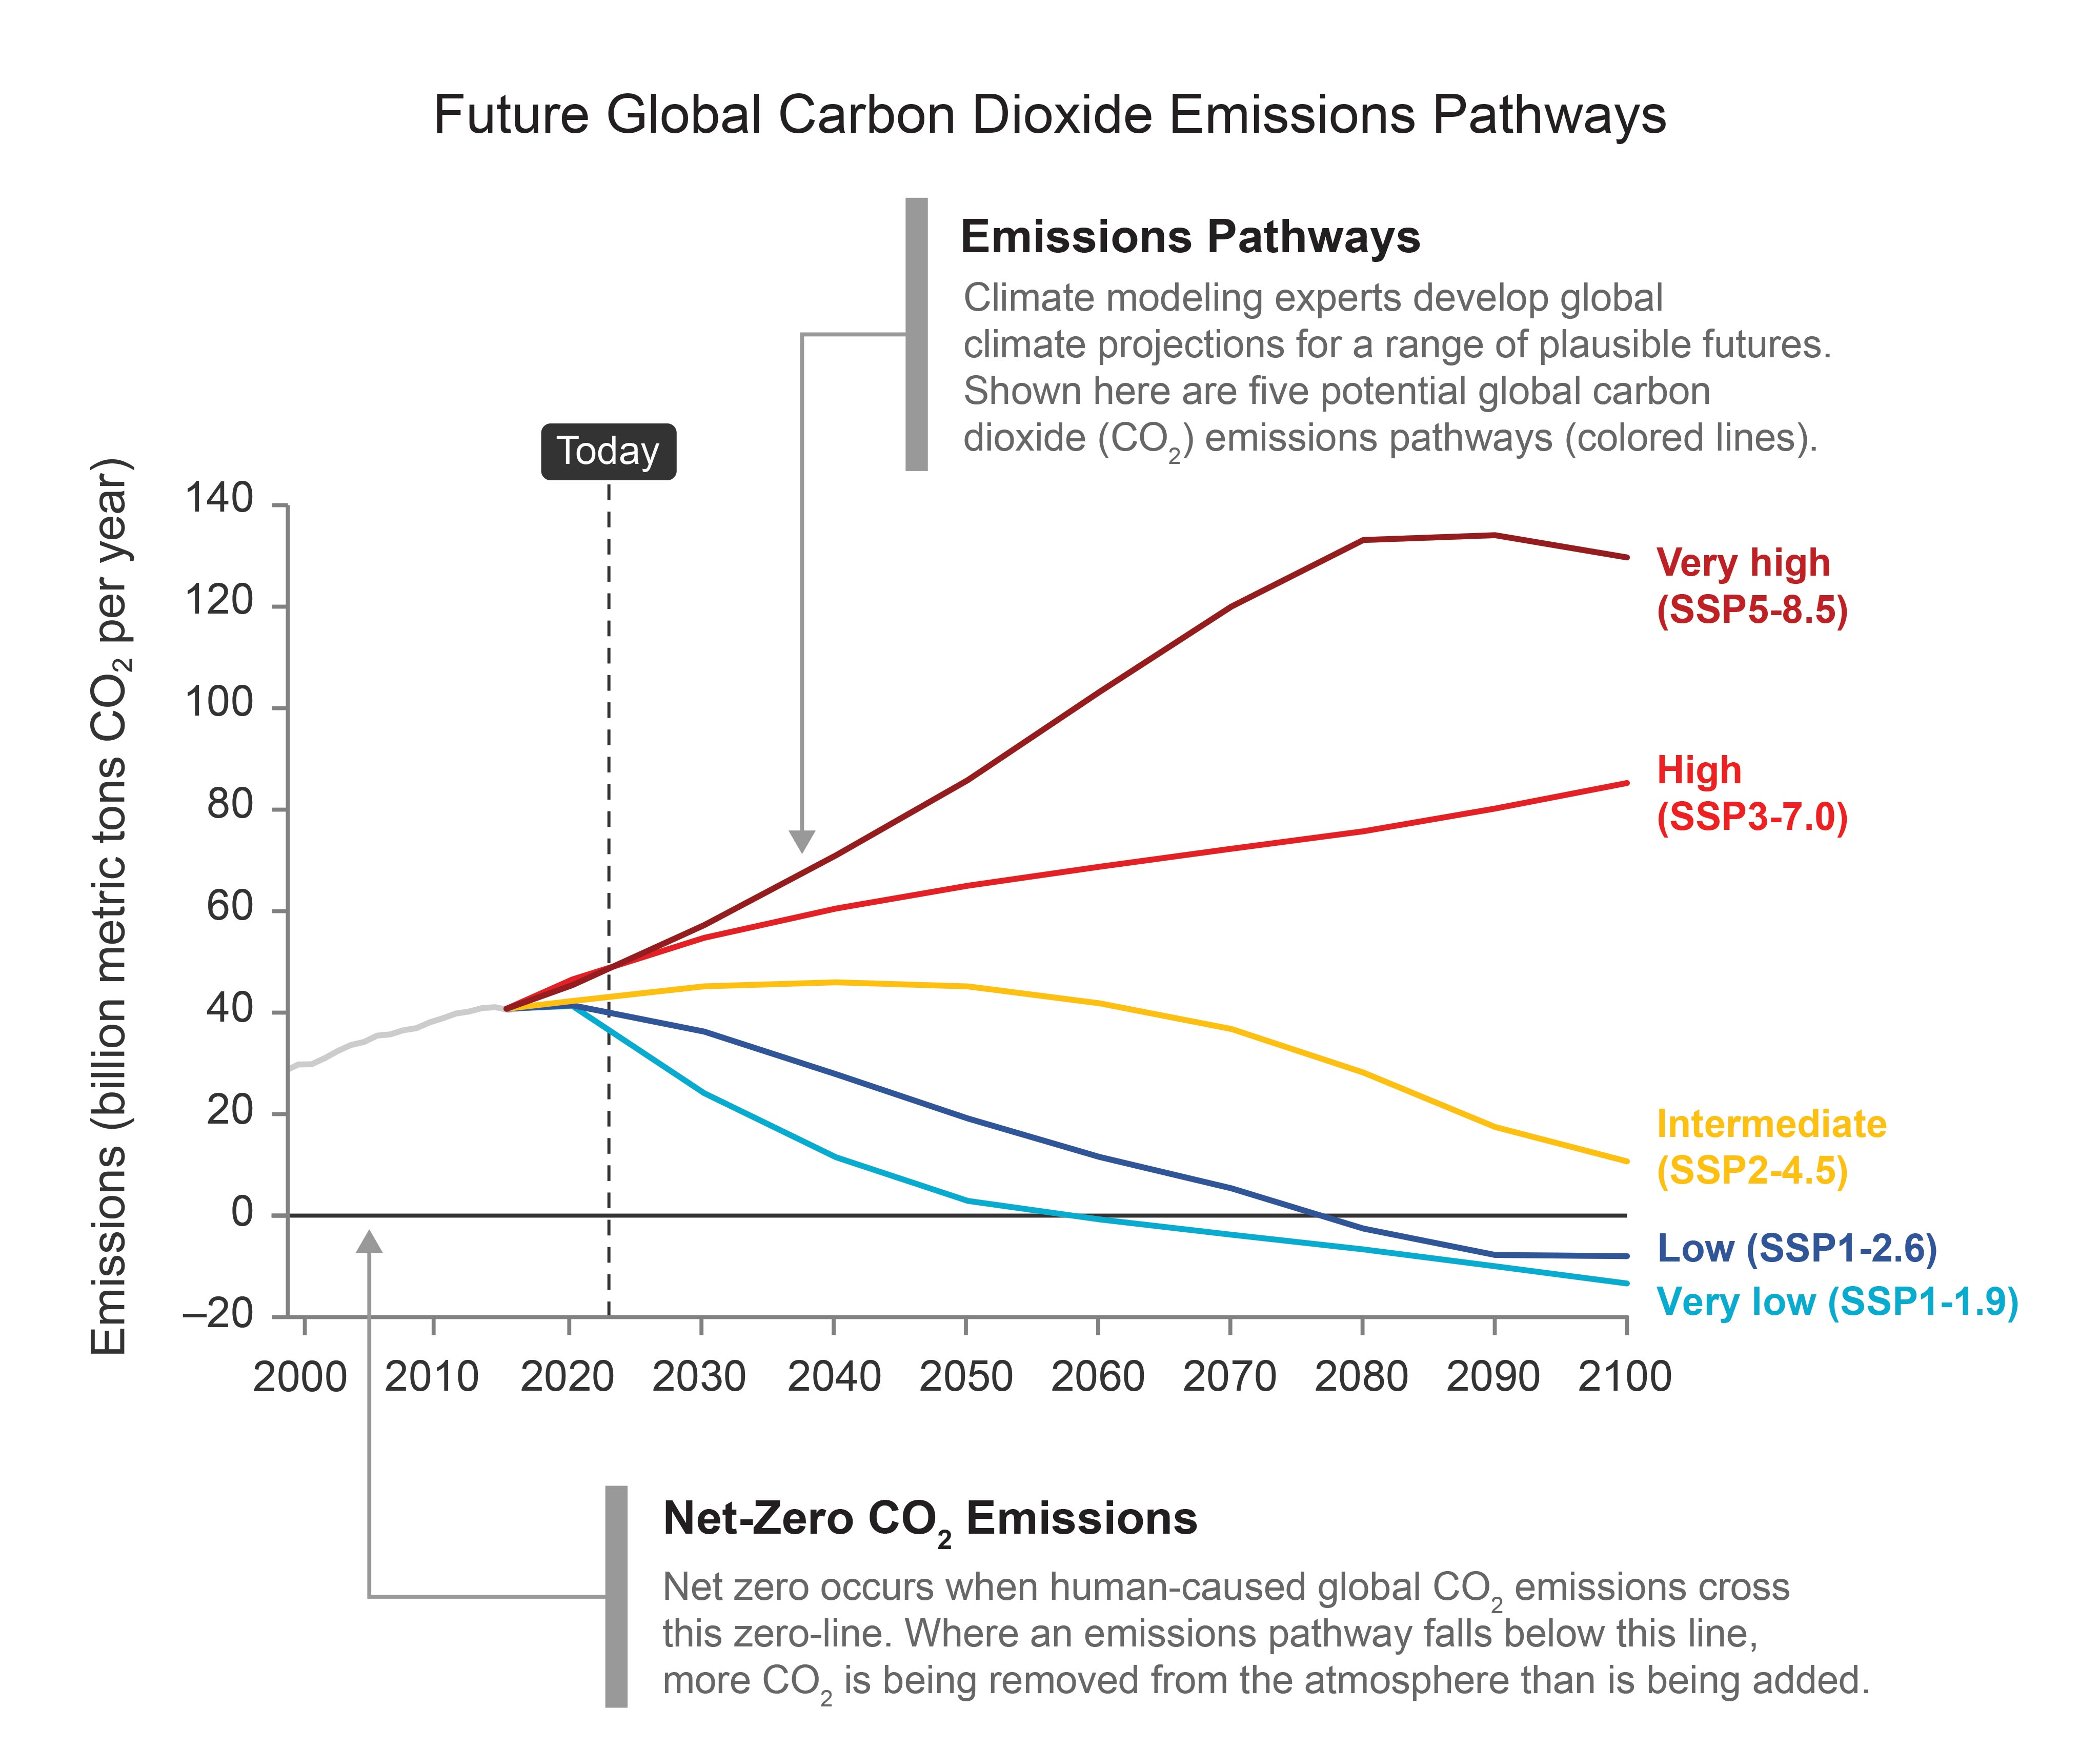 Future Global Carbon Dioxide Emissions Pathways
Emissions Pathways
Climate modeling experts develop global
climate projections for a range of plausible futures.
Shown here are five potential global carbon
dioxide (CO₂) emissions pathways (colored lines).
Today
Emissions (billion metric tons CO₂ per year)
140
120
100
80
60
40
20
0
–20
Very high
(SSP5-8.5)
High
(SSP3-7.0)
Intermediate
(SSP2-4.5)
Low (SSP1-2.6)
Very low (SSP1-1.9)
2000 2010 2020 2030 2040 2050 2060 2070 2080 2090 2100
Net-Zero CO₂ Emissions
Net zero occurs when human-caused global CO₂ emissions cross
this zero-line. Where an emissions pathway falls below this line,
more CO₂ is being removed from the atmosphere than is being added.